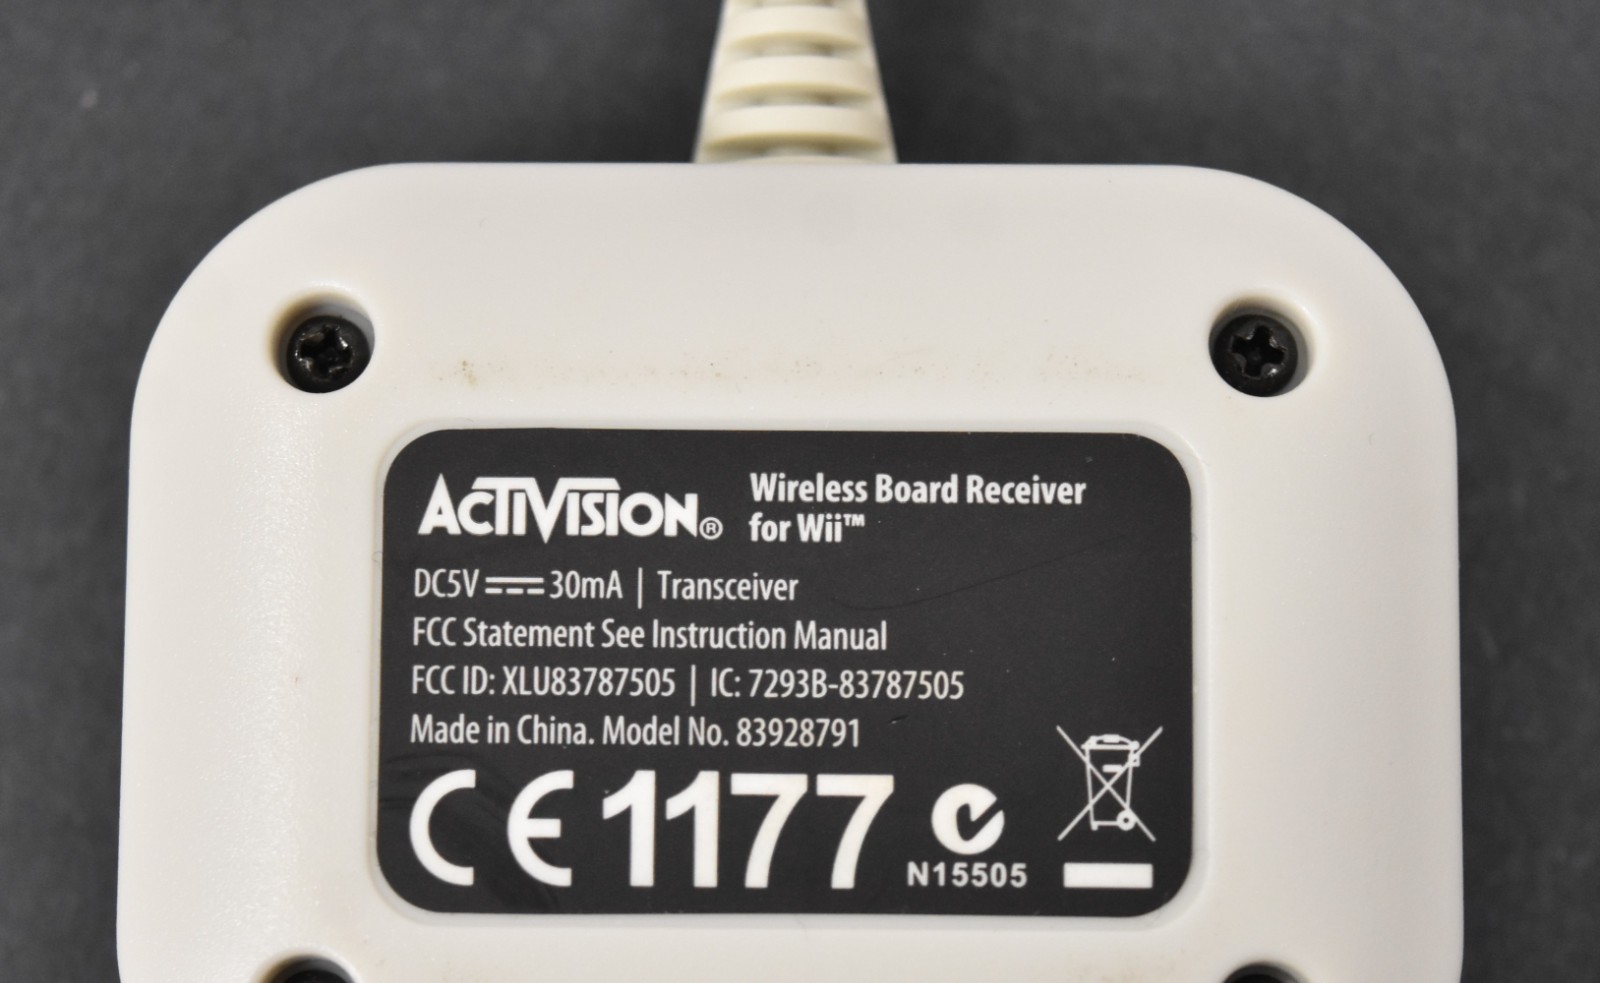 ACTIVISION® Wireless Board Receiver
for Wii™
DC5V 30mA | Transceiver
FCC Statement See Instruction Manual
FCC ID: XLU83787505 | IC: 7293B-83787505
Made in China. Model No. 83928791
CE 1177
N15505